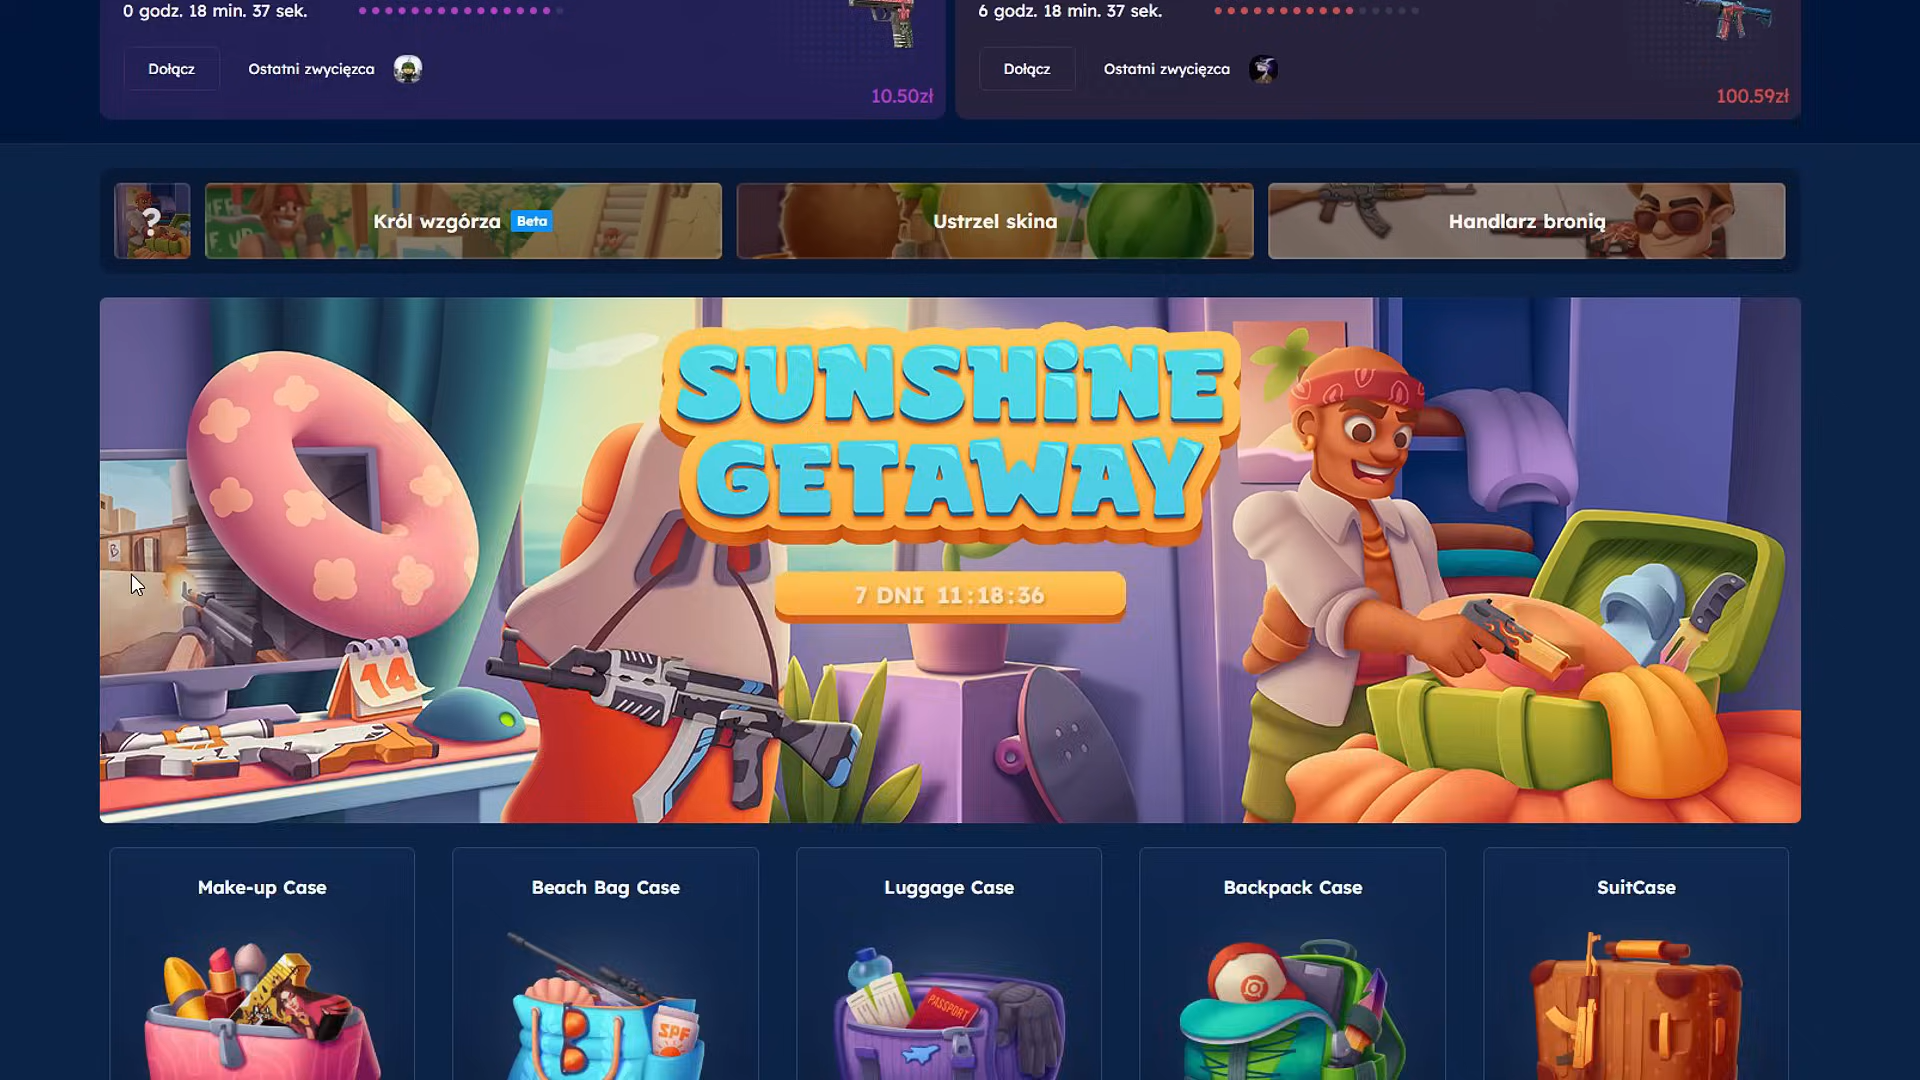 0 godz. 18 min. 37 sek.
6 godz. 18 min. 37 sek.
Dołącz
Ostatni zwycięzca
10.50zł
Dołącz
Ostatni zwycięzca
100.59zł
?
Król wzgórza Beta
Ustrzel skina
Handlarz bronią
SUNSHiNE
GETAWAY
7 DNI 11:18:36
B
14
Make-up Case
Beach Bag Case
Luggage Case
Backpack Case
SuitCase
SPF
PASSPORT